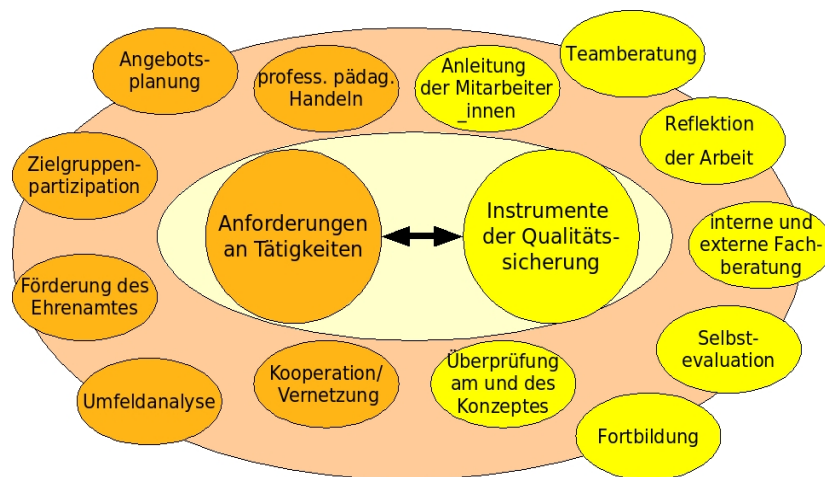 Angebots-
planung
profess. pädag.
Handeln
Anleitung
der Mitarbeiter
_innen
Teamberatung
Reflektion
der Arbeit
Zielgruppen-
partizipation
Anforderungen
an Tätigkeiten
Instrumente
der Qualitäts-
sicherung
interne und
externe Fach-
beratung
Förderung des
Ehrenamtes
Selbst-
evaluation
Umfeldanalyse
Kooperation/
Vernetzung
Überprüfung
am und des
Konzeptes
Fortbildung